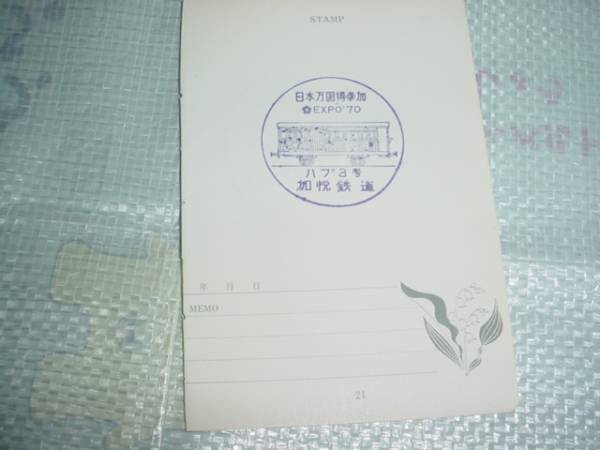 STAMP
日本万国博参加
EXPO'70
ハブ3号
加悦鉄道
年 月 日
MEMO
21